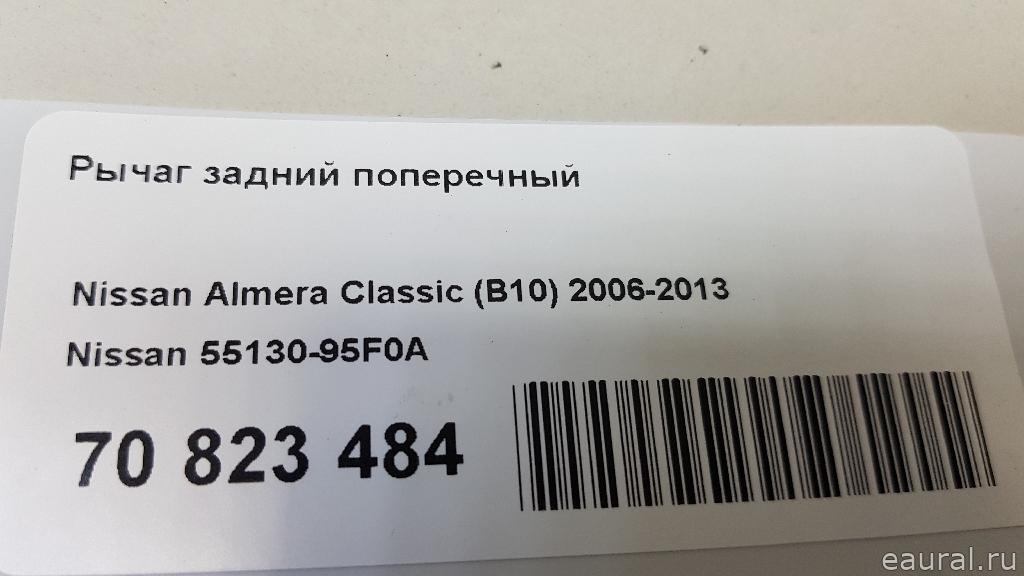 Рычаг задний поперечный
Nissan Almera Classic (B10) 2006-2013
Nissan 55130-95F0A
70 823 484
eaural.ru